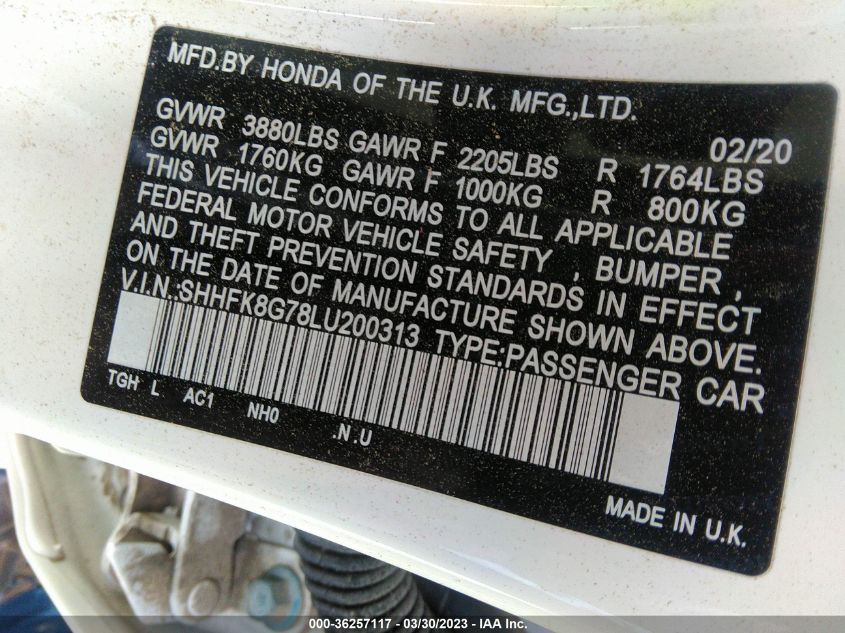 MFD.BY HONDA OF THE U.K. MFG.,LTD.
02/20
GVWR 3880LBS GAWR F 2205LBS R 1764LBS
GVWR 1760KG GAWR F 1000KG R 800KG
THIS VEHICLE CONFORMS TO ALL APPLICABLE
FEDERAL MOTOR VEHICLE SAFETY , BUMPER ,
AND THEFT PREVENTION STANDARDS IN EFFECT
ON THE DATE OF MANUFACTURE SHOWN ABOVE.
V.I.N.:SHHFK8G78LU200313 TYPE:PASSENGER CAR
TGH L AC1 NH0 .N.U
MADE IN U.K.
000-36257117 - 03/30/2023 - IAA Inc.